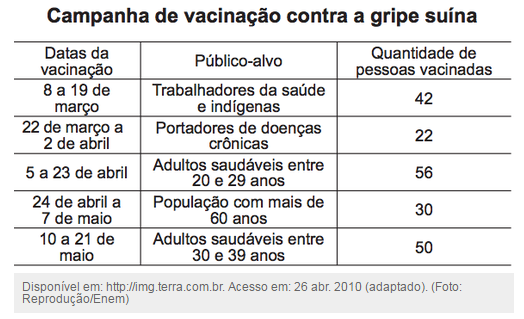 Campanha de vacinação contra a gripe suína
Datas da
vacinação
Público-alvo
Quantidade de
pessoas vacinadas
8 a 19 de
março
Trabalhadores da saúde
e indígenas
42
22 de março a
2 de abril
Portadores de doenças
crônicas
22
5 a 23 de abril
Adultos saudáveis entre
20 e 29 anos
56
24 de abril a
7 de maio
População com mais de
60 anos
30
10 a 21 de
maio
Adultos saudáveis entre
30 e 39 anos
50
Disponível em: http://img.terra.com.br. Acesso em: 26 abr. 2010 (adaptado). (Foto:
Reprodução/Enem)